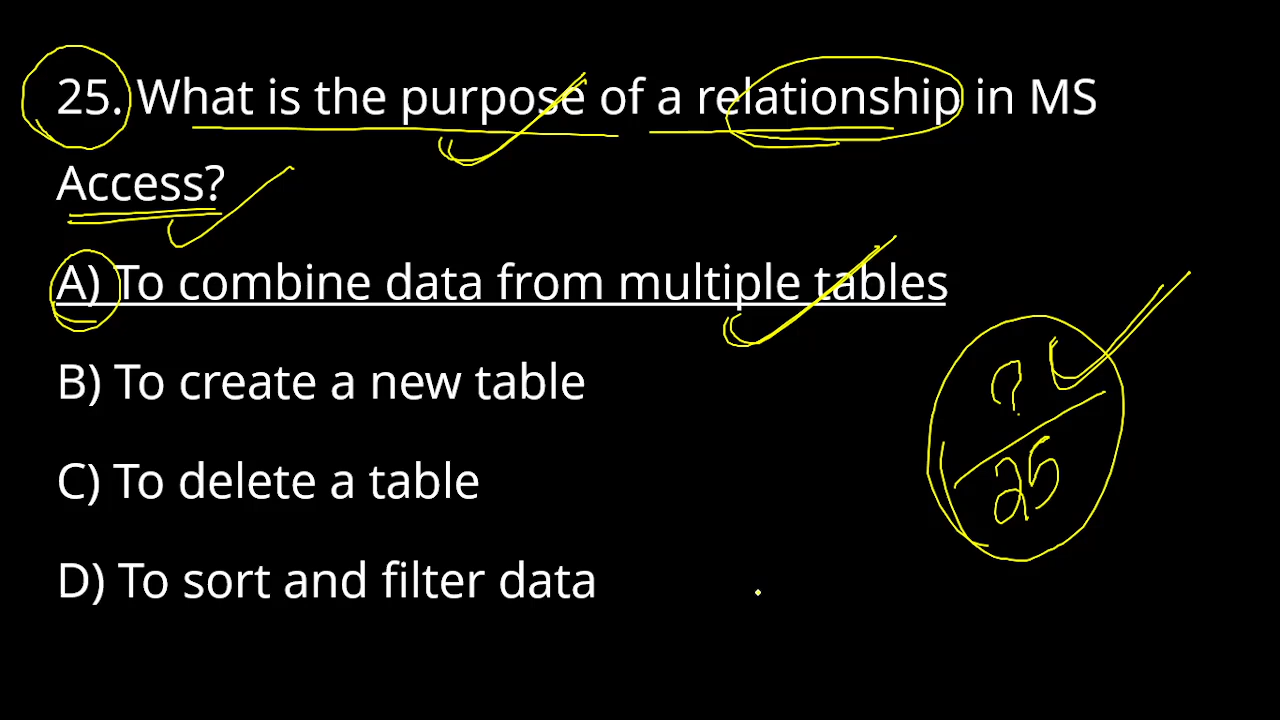 25. What is the purpose of a relationship in MS
Access?
A) To combine data from multiple tables
B) To create a new table
?
C) To delete a table
25
D) To sort and filter data